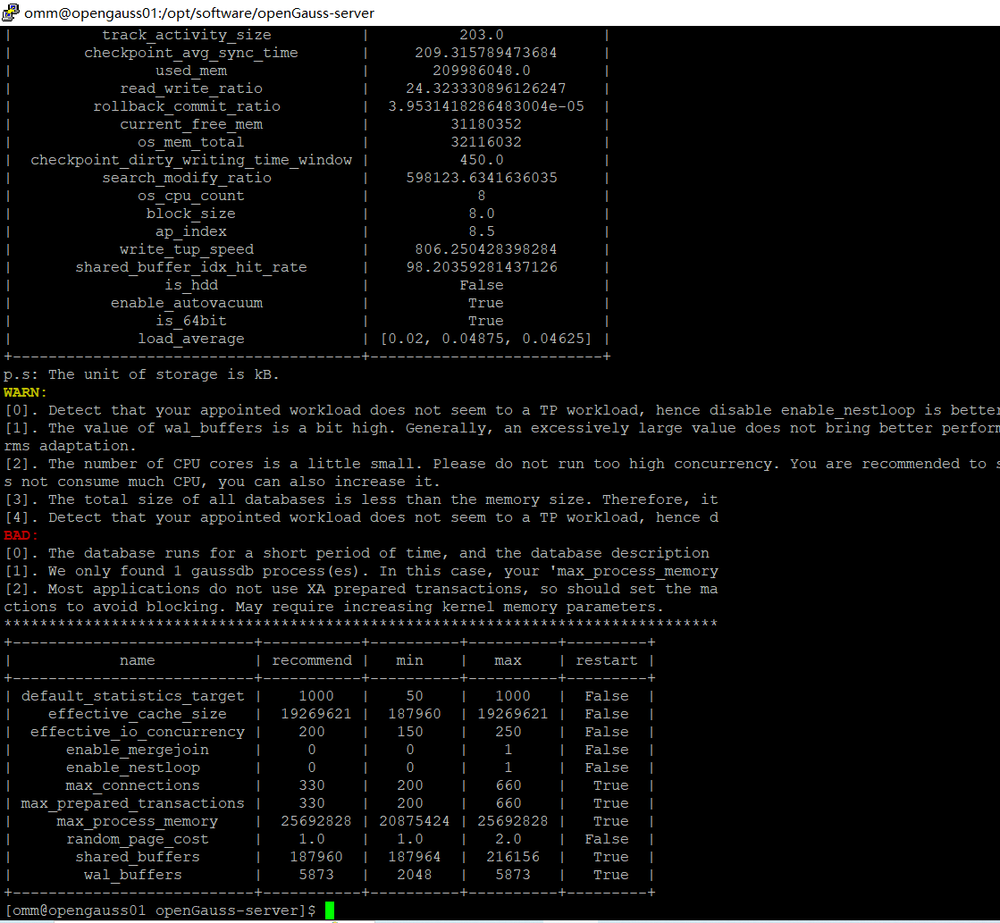 omm@opengauss01:/opt/software/openGauss-server
| track_activity_size | 203.0 |
| checkpoint_avg_sync_time | 209.315789473684 |
| used_mem | 209986048.0 |
| read_write_ratio | 24.323330896126247 |
| rollback_commit_ratio | 3.9531418286483004e-05 |
| current_free_mem | 31180352 |
| os_mem_total | 32116032 |
| checkpoint_dirty_writing_time_window | 450.0 |
| search_modify_ratio | 598123.6341636035 |
| os_cpu_count | 8 |
| block_size | 8.0 |
| ap_index | 8.5 |
| write_tup_speed | 806.250428398284 |
| shared_buffer_idx_hit_rate | 98.20359281437126 |
| is_hdd | False |
| enable_autovacuum | True |
| is_64bit | True |
| load_average | [0.02, 0.04875, 0.04625] |
+---------------------------------------+--------------------------+
p.s: The unit of storage is kB.
WARN:
[0]. Detect that your appointed workload does not seem to a TP workload, hence disable enable_nestloop is better
[1]. The value of wal_buffers is a bit high. Generally, an excessively large value does not bring better perform
rms adaptation.
[2]. The number of CPU cores is a little small. Please do not run too high concurrency. You are recommended to s
s not consume much CPU, you can also increase it.
[3]. The total size of all databases is less than the memory size. Therefore, it
[4]. Detect that your appointed workload does not seem to a TP workload, hence d
BAD:
[0]. The database runs for a short period of time, and the database description
[1]. We only found 1 gaussdb process(es). In this case, your 'max_process_memory
[2]. Most applications do not use XA prepared transactions, so should set the ma
ctions to avoid blocking. May require increasing kernel memory parameters.
********************************************************************************
+---------------------------+-----------+----------+----------+---------+
| name | recommend | min | max | restart |
+---------------------------+-----------+----------+----------+---------+
| default_statistics_target | 1000 | 50 | 1000 | False |
| effective_cache_size | 19269621 | 187960 | 19269621 | False |
| effective_io_concurrency | 200 | 150 | 250 | False |
| enable_mergejoin | 0 | 0 | 1 | False |
| enable_nestloop | 0 | 0 | 1 | False |
| max_connections | 330 | 200 | 660 | True |
| max_prepared_transactions | 330 | 200 | 660 | True |
| max_process_memory | 25692828 | 20875424 | 25692828 | True |
| random_page_cost | 1.0 | 1.0 | 2.0 | False |
| shared_buffers | 187960 | 187964 | 216156 | True |
| wal_buffers | 5873 | 2048 | 5873 | True |
+---------------------------+-----------+----------+----------+---------+
[omm@opengauss01 openGauss-server]$